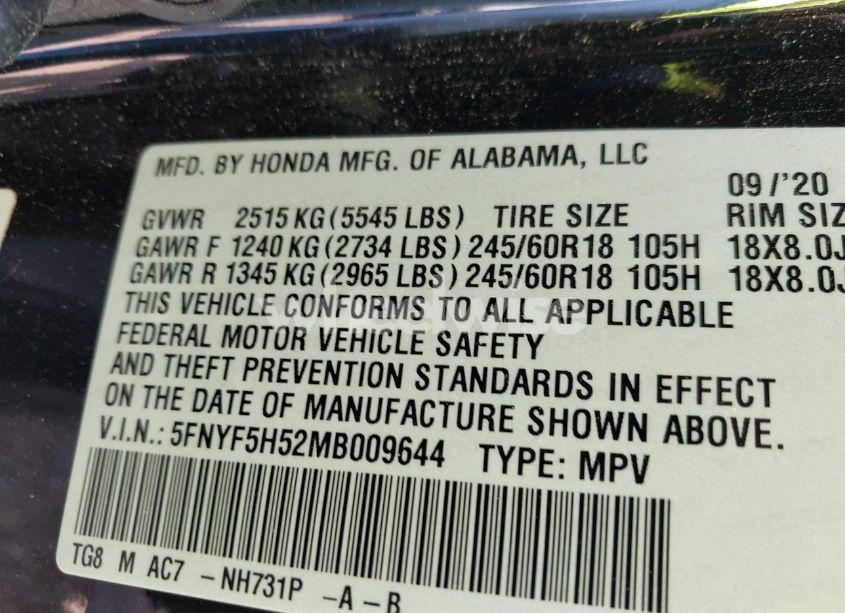 MFD. BY HONDA MFG. OF ALABAMA, LLC
09/'20
GVWR 2515 KG (5545 LBS) TIRE SIZE RIM SIZ
GAWR F 1240 KG (2734 LBS) 245/60R18 105H 18X8.0J
GAWR R 1345 KG (2965 LBS) 245/60R18 105H 18X8.0J
THIS VEHICLE CONFORMS TO ALL APPLICABLE
FEDERAL MOTOR VEHICLE SAFETY
AND THEFT PREVENTION STANDARDS IN EFFECT
ON THE DATE OF MANUFACTURE SHOWN ABOVE.
V.I.N.: 5FNYF5H52MB009644 TYPE: MPV
TG8 M AC7 -NH731P -A-B